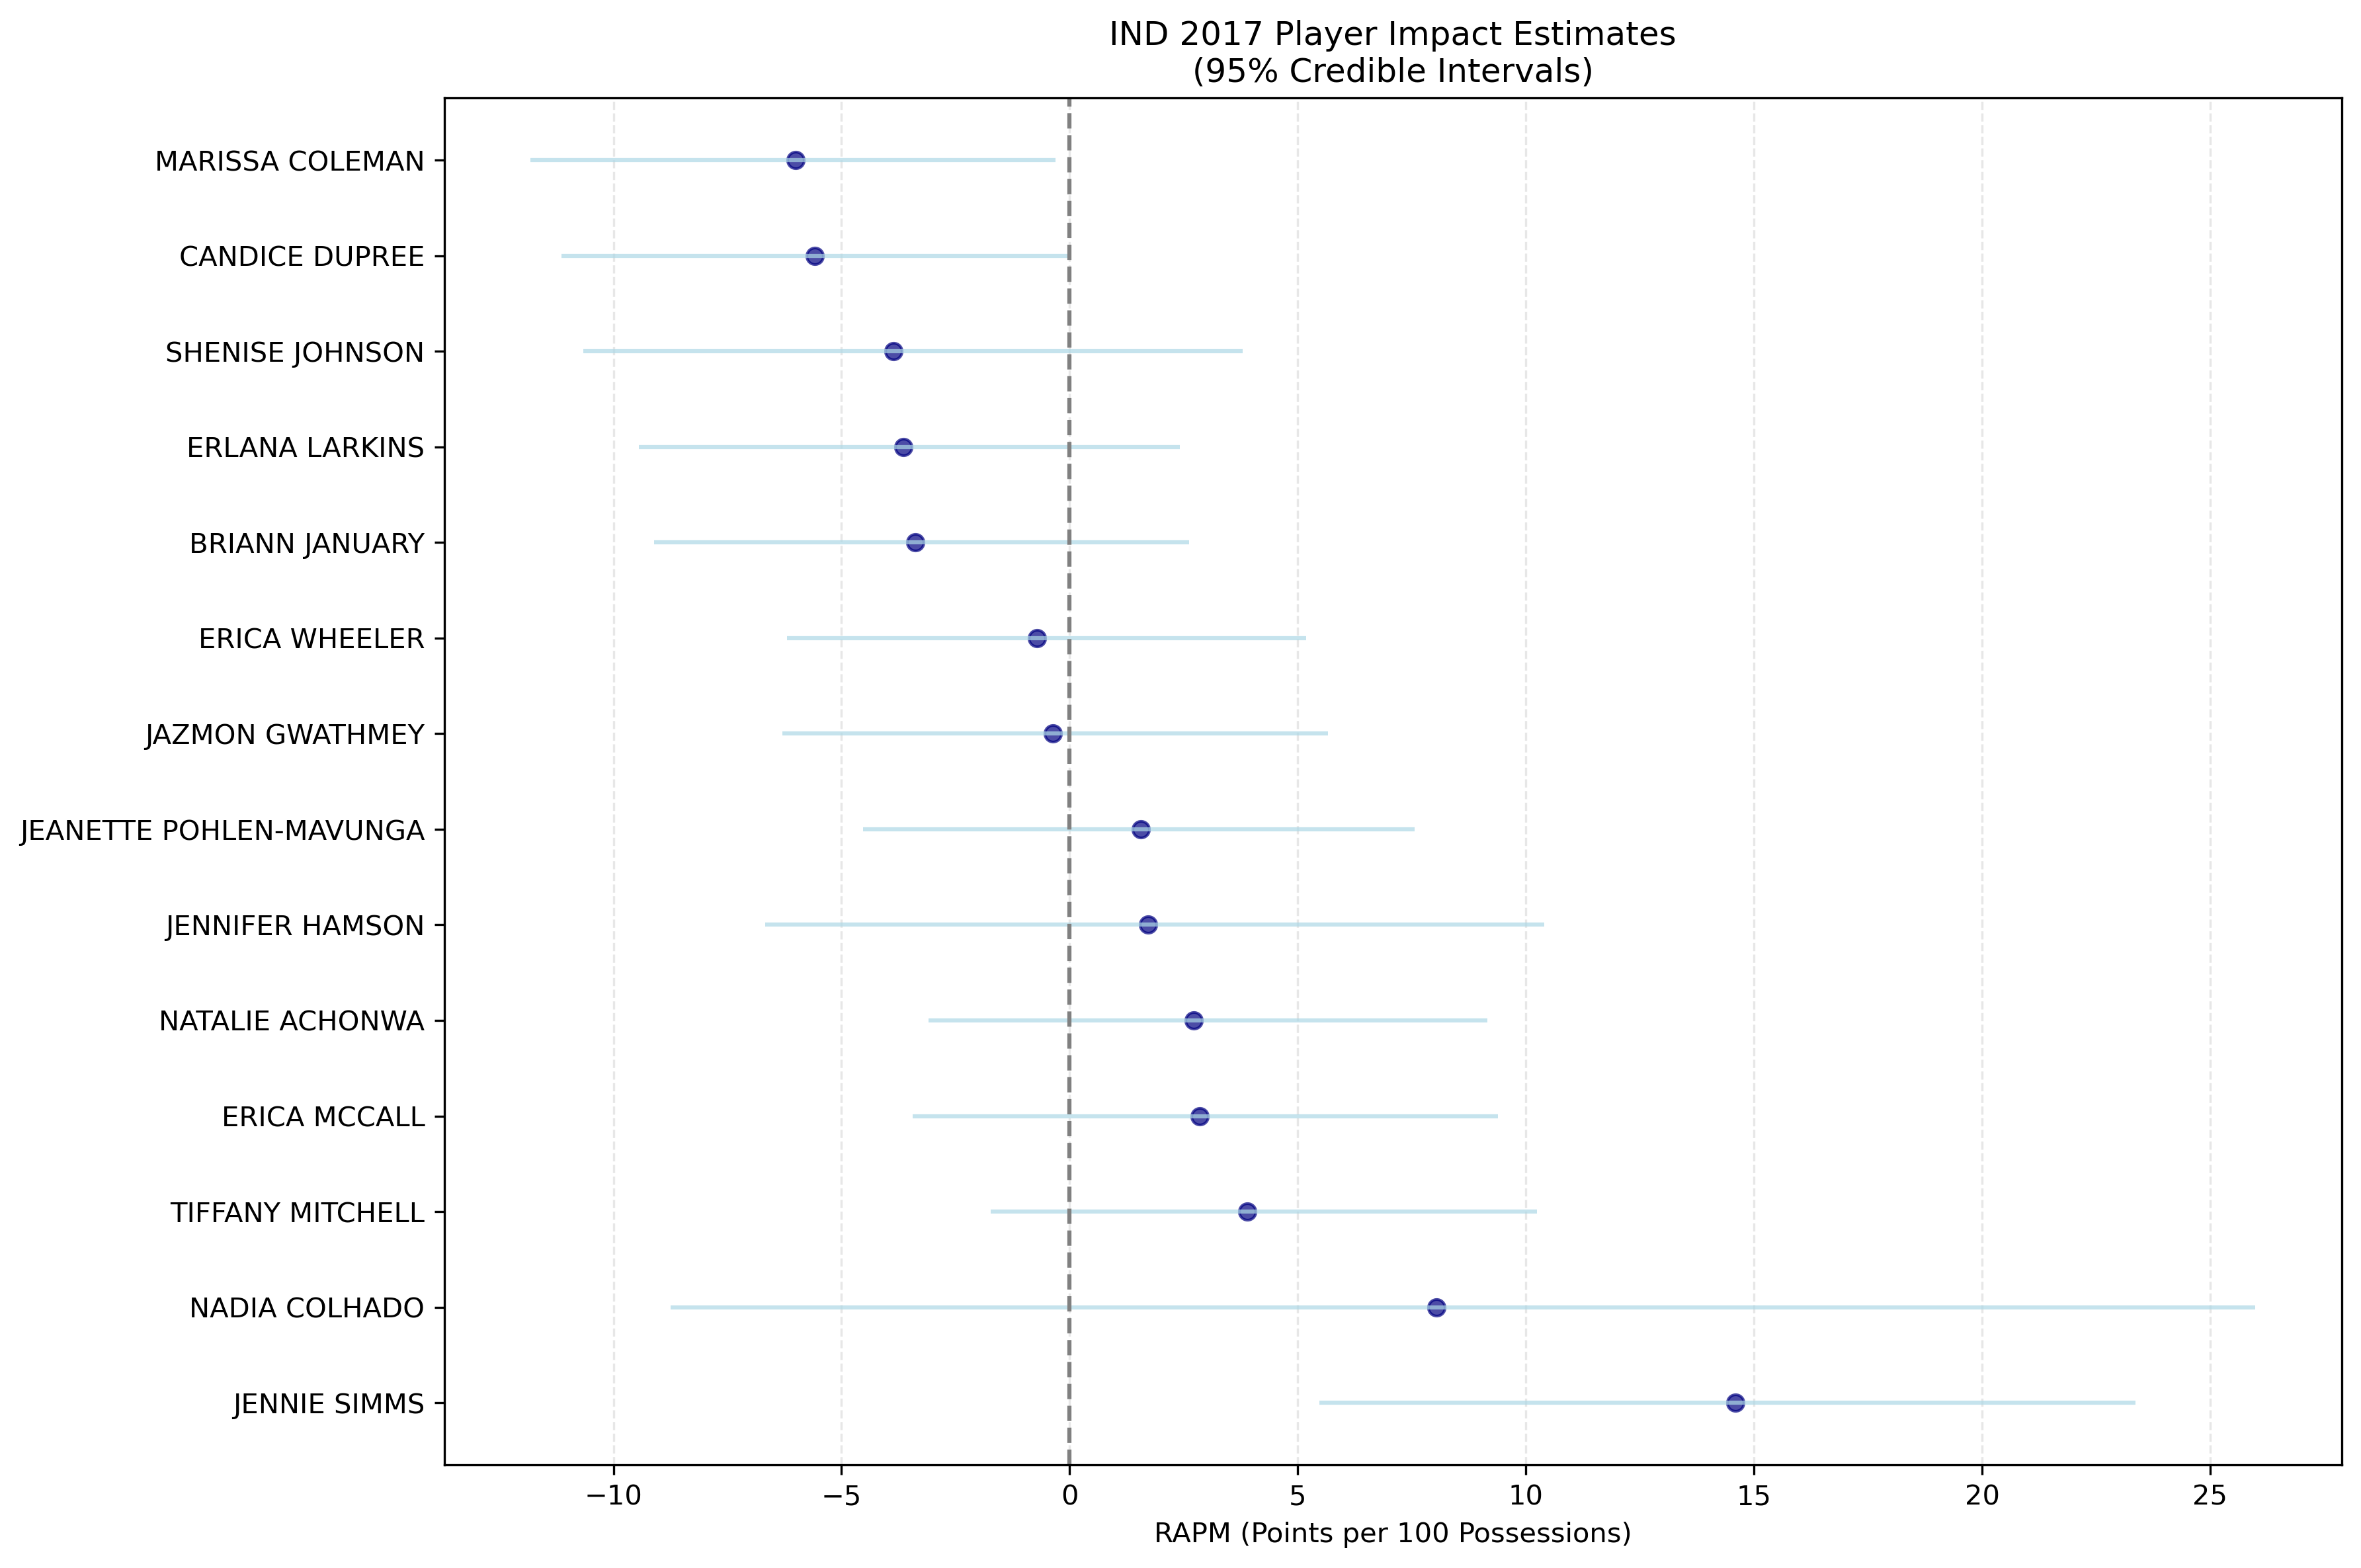 IND 2017 Player Impact Estimates
(95% Credible Intervals)
MARISSA COLEMAN
CANDICE DUPREE
SHENISE JOHNSON
ERLANA LARKINS
BRIANN JANUARY
ERICA WHEELER
JAZMON GWATHMEY
JEANETTE POHLEN-MAVUNGA
JENNIFER HAMSON
NATALIE ACHONWA
ERICA MCCALL
TIFFANY MITCHELL
NADIA COLHADO
JENNIE SIMMS
−10 −5 0 5 10 15 20 25
RAPM (Points per 100 Possessions)